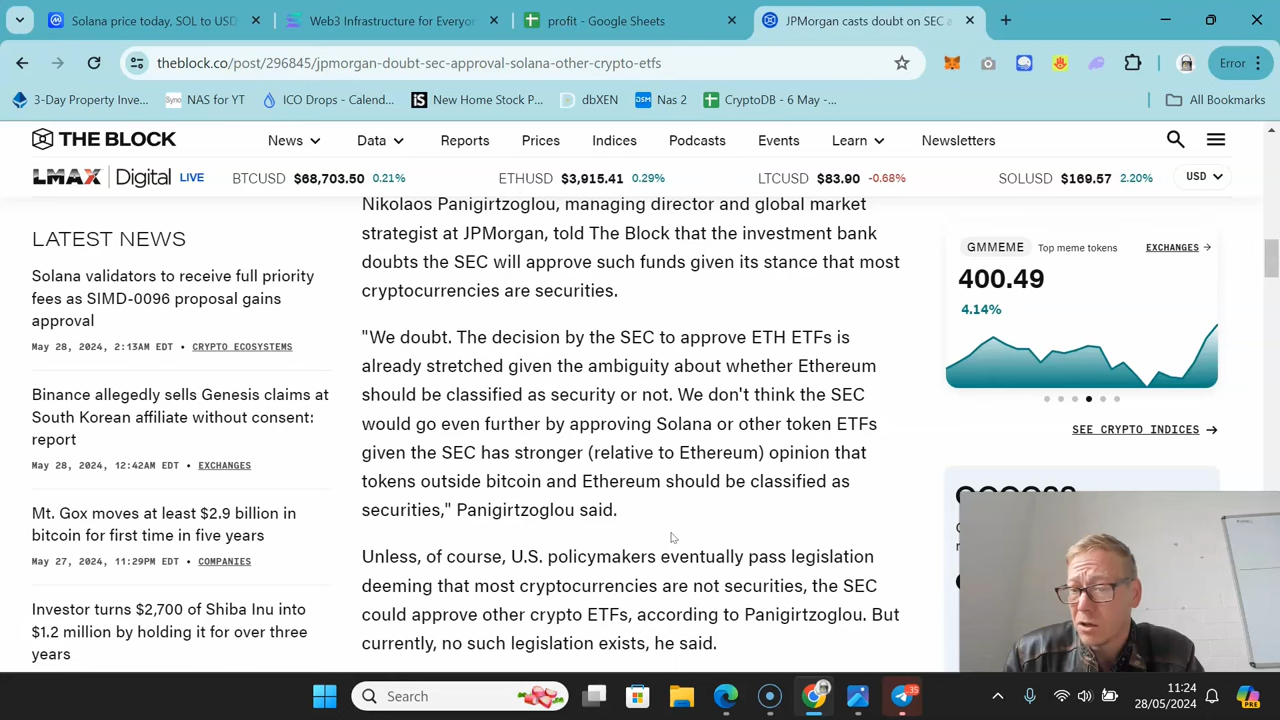 Solana price today, SOL to USD
Web3 Infrastructure for Everyon
profit - Google Sheets
JPMorgan casts doubt on SEC a
theblock.co/post/296845/jpmorgan-doubt-sec-approval-solana-other-crypto-etfs
Error
3-Day Property Inve...
NAS for YT
ICO Drops - Calend...
New Home Stock P...
dbXEN
Nas 2
CryptoDB - 6 May -...
All Bookmarks
THE BLOCK
News
Data
Reports
Prices
Indices
Podcasts
Events
Learn
Newsletters
LMAX Digital LIVE
BTCUSD $68,703.50 0.21%
ETHUSD $3,915.41 0.29%
LTCUSD $83.90 -0.68%
SOLUSD $169.57 2.20%
USD
LATEST NEWS
Solana validators to receive full priority
fees as SIMD-0096 proposal gains
approval
May 28, 2024, 2:13AM EDT • CRYPTO ECOSYSTEMS
Binance allegedly sells Genesis claims at
South Korean affiliate without consent:
report
May 28, 2024, 12:42AM EDT • EXCHANGES
Mt. Gox moves at least $2.9 billion in
bitcoin for first time in five years
May 27, 2024, 11:29PM EDT • COMPANIES
Investor turns $2,700 of Shiba Inu into
$1.2 million by holding it for over three
years
Nikolaos Panigirtzoglou, managing director and global market
strategist at JPMorgan, told The Block that the investment bank
doubts the SEC will approve such funds given its stance that most
cryptocurrencies are securities.
"We doubt. The decision by the SEC to approve ETH ETFs is
already stretched given the ambiguity about whether Ethereum
should be classified as security or not. We don't think the SEC
would go even further by approving Solana or other token ETFs
given the SEC has stronger (relative to Ethereum) opinion that
tokens outside bitcoin and Ethereum should be classified as
securities," Panigirtzoglou said.
Unless, of course, U.S. policymakers eventually pass legislation
deeming that most cryptocurrencies are not securities, the SEC
could approve other crypto ETFs, according to Panigirtzoglou. But
currently, no such legislation exists, he said.
GMMEME Top meme tokens EXCHANGES
400.49
4.14%
SEE CRYPTO INDICES
Search
35
11:24
28/05/2024
PRE